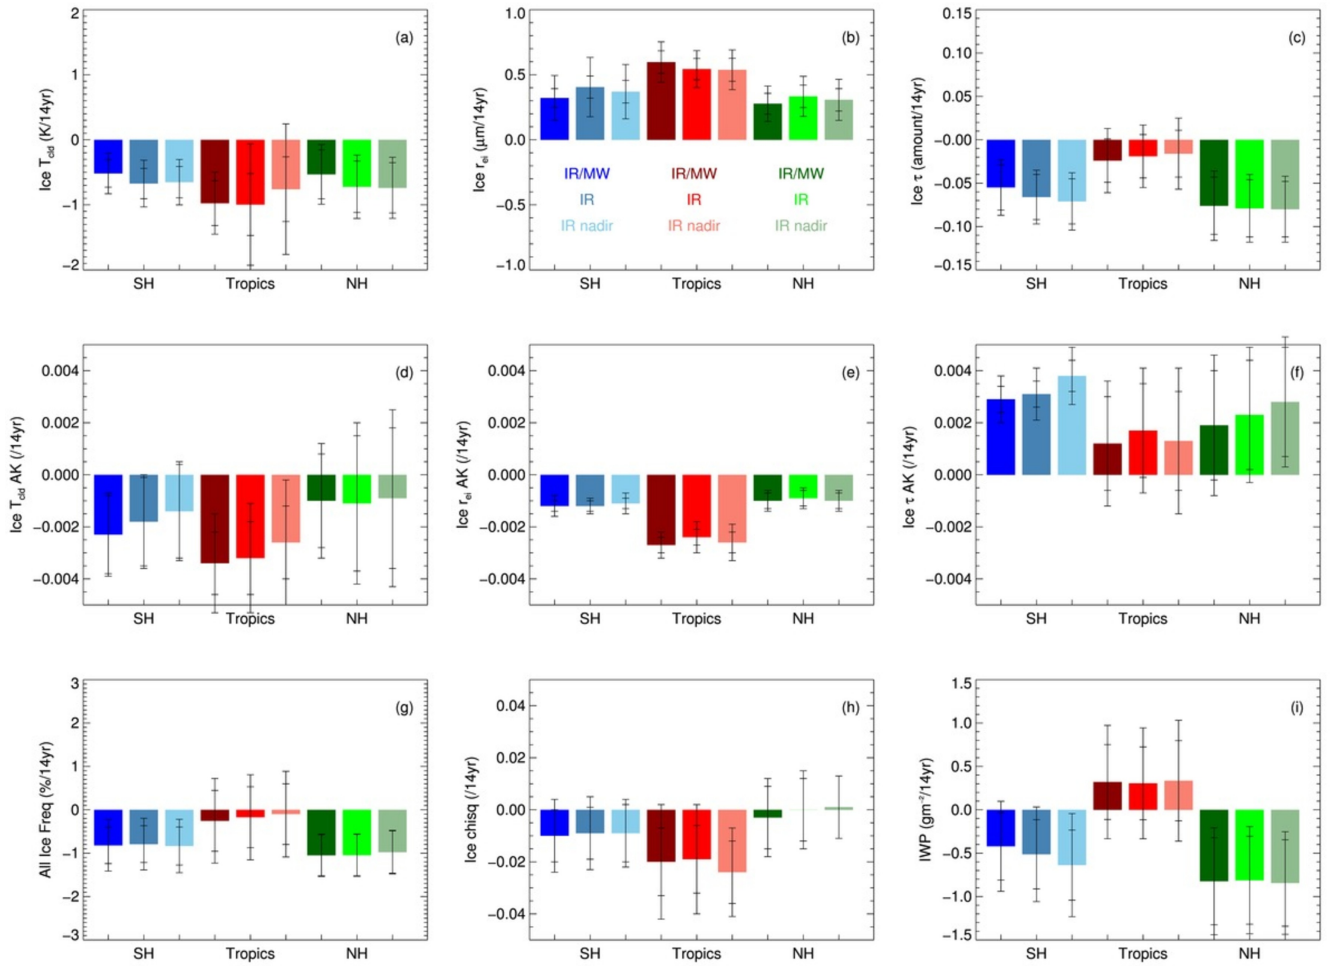 Ice T_cld (K/14yr)
2
1
0
−1
−2
(a)
SH Tropics NH
Ice r_ei (μm/14yr)
1.0
0.5
0.0
−0.5
−1.0
(b)
IR/MW IR/MW IR/MW
IR IR IR
IR nadir IR nadir IR nadir
SH Tropics NH
Ice τ (amount/14yr)
0.15
0.10
0.05
−0.00
−0.05
−0.10
−0.15
(c)
SH Tropics NH
Ice T_cld AK (/14yr)
0.004
0.002
0.000
−0.002
−0.004
(d)
SH Tropics NH
Ice r_ei AK (/14yr)
0.004
0.002
0.000
−0.002
−0.004
(e)
SH Tropics NH
Ice τ AK (/14yr)
0.004
0.002
0.000
−0.002
−0.004
(f)
SH Tropics NH
All Ice Freq (%/14yr)
3
2
1
0
−1
−2
−3
(g)
SH Tropics NH
Ice chisq (/14yr)
0.04
0.02
0.00
−0.02
−0.04
(h)
SH Tropics NH
IWP (gm⁻²/14yr)
1.5
1.0
0.5
0.0
−0.5
−1.0
−1.5
(i)
SH Tropics NH